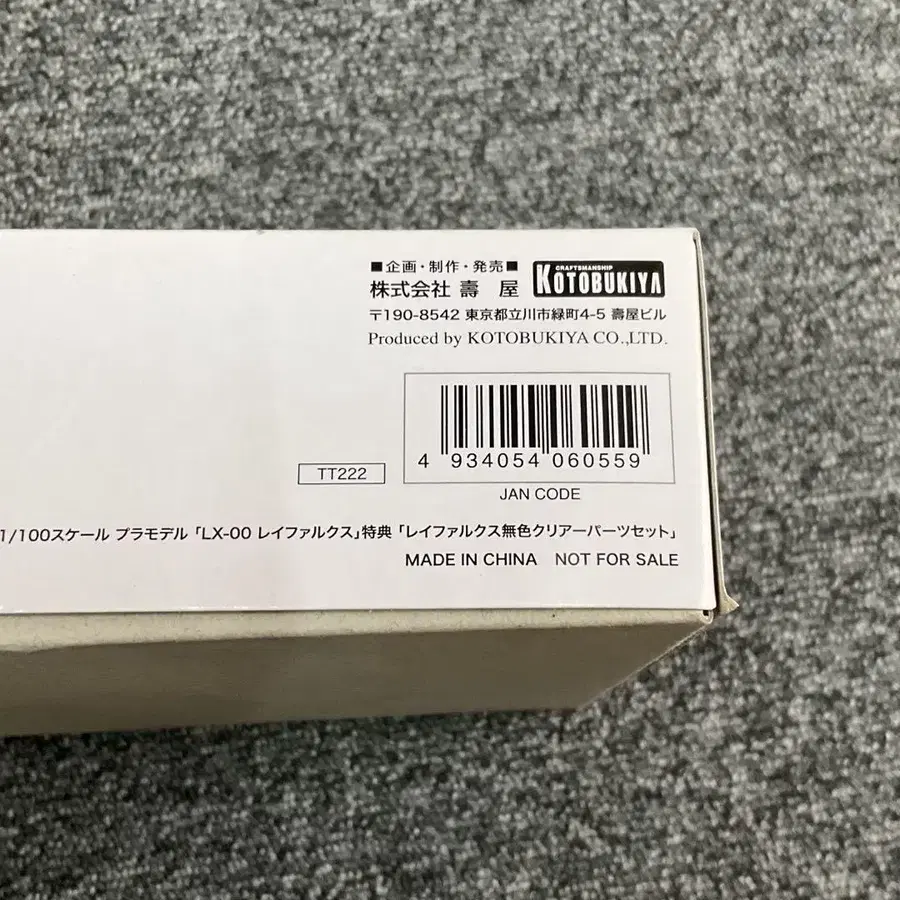 ■企画・制作・発売■
株式会社 壽 屋
CRAFTSMANSHIP
KOTOBUKIYA
〒190-8542 東京都立川市緑町4-5 壽屋ビル
Produced by KOTOBUKIYA CO.,LTD.
4 934054 060559
TT222
JAN CODE
1/100スケール プラモデル「LX-00 レイファルクス」特典「レイファルクス無色クリアーパーツセット」
MADE IN CHINA NOT FOR SALE